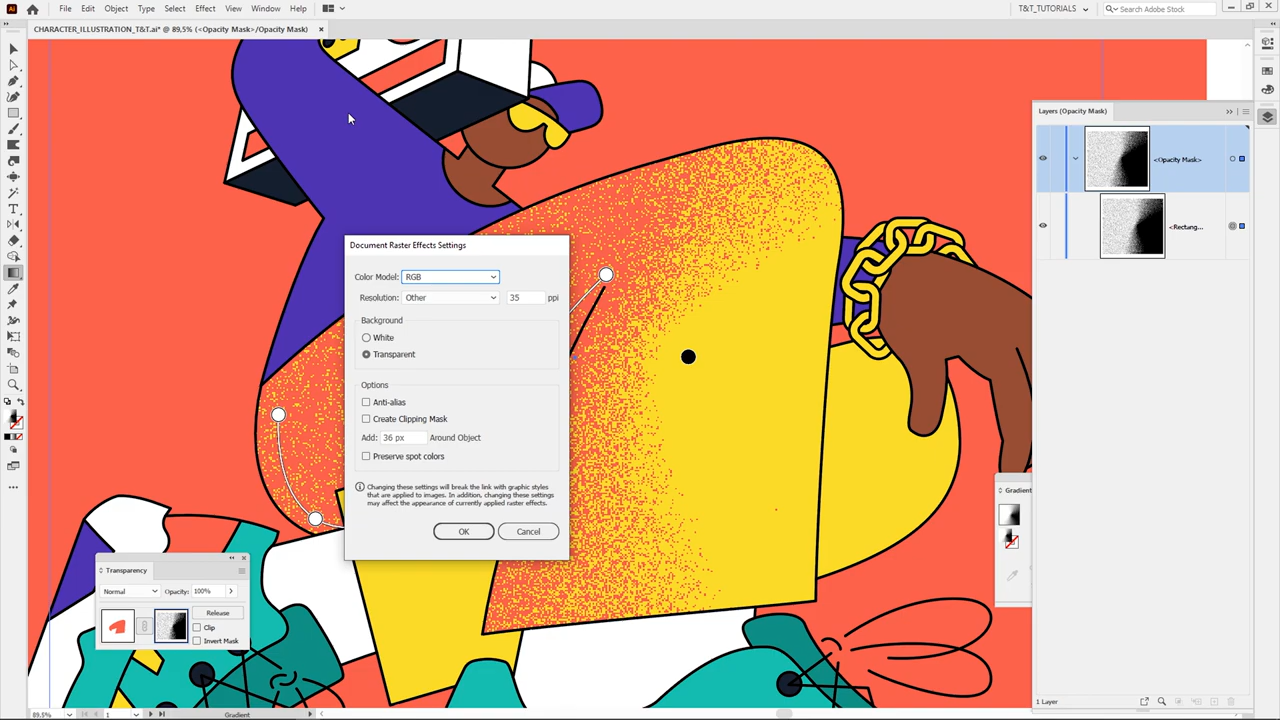 Ai File Edit Object Type Select Effect View Window Help T&T_TUTORIALS Search Adobe Stock
CHARACTER_ILLUSTRATION_T&T.ai* @ 89,5% (<Opacity Mask>/Opacity Mask) ×
Layers (Opacity Mask)
<Opacity Mask>
<Rectang...
Document Raster Effects Settings
Color Model: RGB
Resolution: Other 35 ppi
Background
White
Transparent
Options
Anti-alias
Create Clipping Mask
Add: 36 px Around Object
Preserve spot colors
Changing these settings will break the link with graphic styles
that are applied to images. In addition, changing these settings
may affect the appearance of currently applied raster effects.
OK Cancel
Gradient
Transparency
Normal Opacity: 100%
Release
Clip
Invert Mask
1 Layer
89,5% 1 Gradient